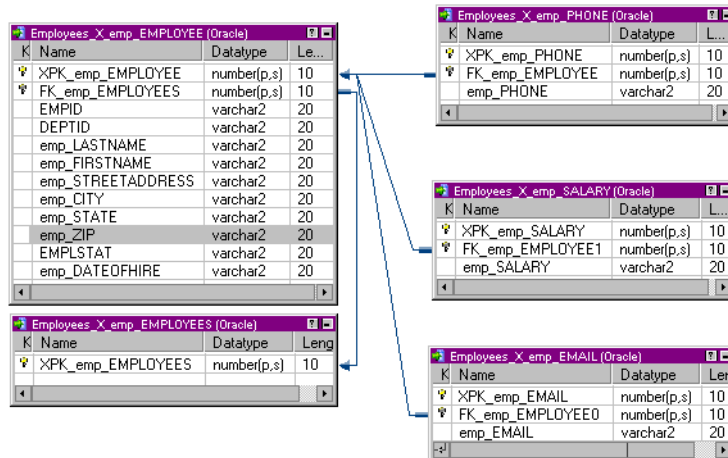 Employees_X_emp_EMPLOYEE (Oracle)
K Name Datatype Le...
XPK_emp_EMPLOYEE number(p,s) 10
FK_emp_EMPLOYEES number(p,s) 10
EMPID varchar2 20
DEPTID varchar2 20
emp_LASTNAME varchar2 20
emp_FIRSTNAME varchar2 20
emp_STREETADDRESS varchar2 20
emp_CITY varchar2 20
emp_STATE varchar2 20
emp_ZIP varchar2 20
EMPLSTAT varchar2 20
emp_DATEOFHIRE varchar2 20
Employees_X_emp_EMPLOYEES (Oracle)
K Name Datatype Leng
XPK_emp_EMPLOYEES number(p,s) 10
Employees_X_emp_PHONE (Oracle)
K Name Datatype L...
XPK_emp_PHONE number(p,s) 10
FK_emp_EMPLOYEE number(p,s) 10
emp_PHONE varchar2 20
Employees_X_emp_SALARY (Oracle)
K Name Datatype L...
XPK_emp_SALARY number(p,s) 10
FK_emp_EMPLOYEE1 number(p,s) 10
emp_SALARY varchar2 20
Employees_X_emp_EMAIL (Oracle)
K Name Datatype Ler
XPK_emp_EMAIL number(p,s) 10
FK_emp_EMPLOYEE0 number(p,s) 10
emp_EMAIL varchar2 20